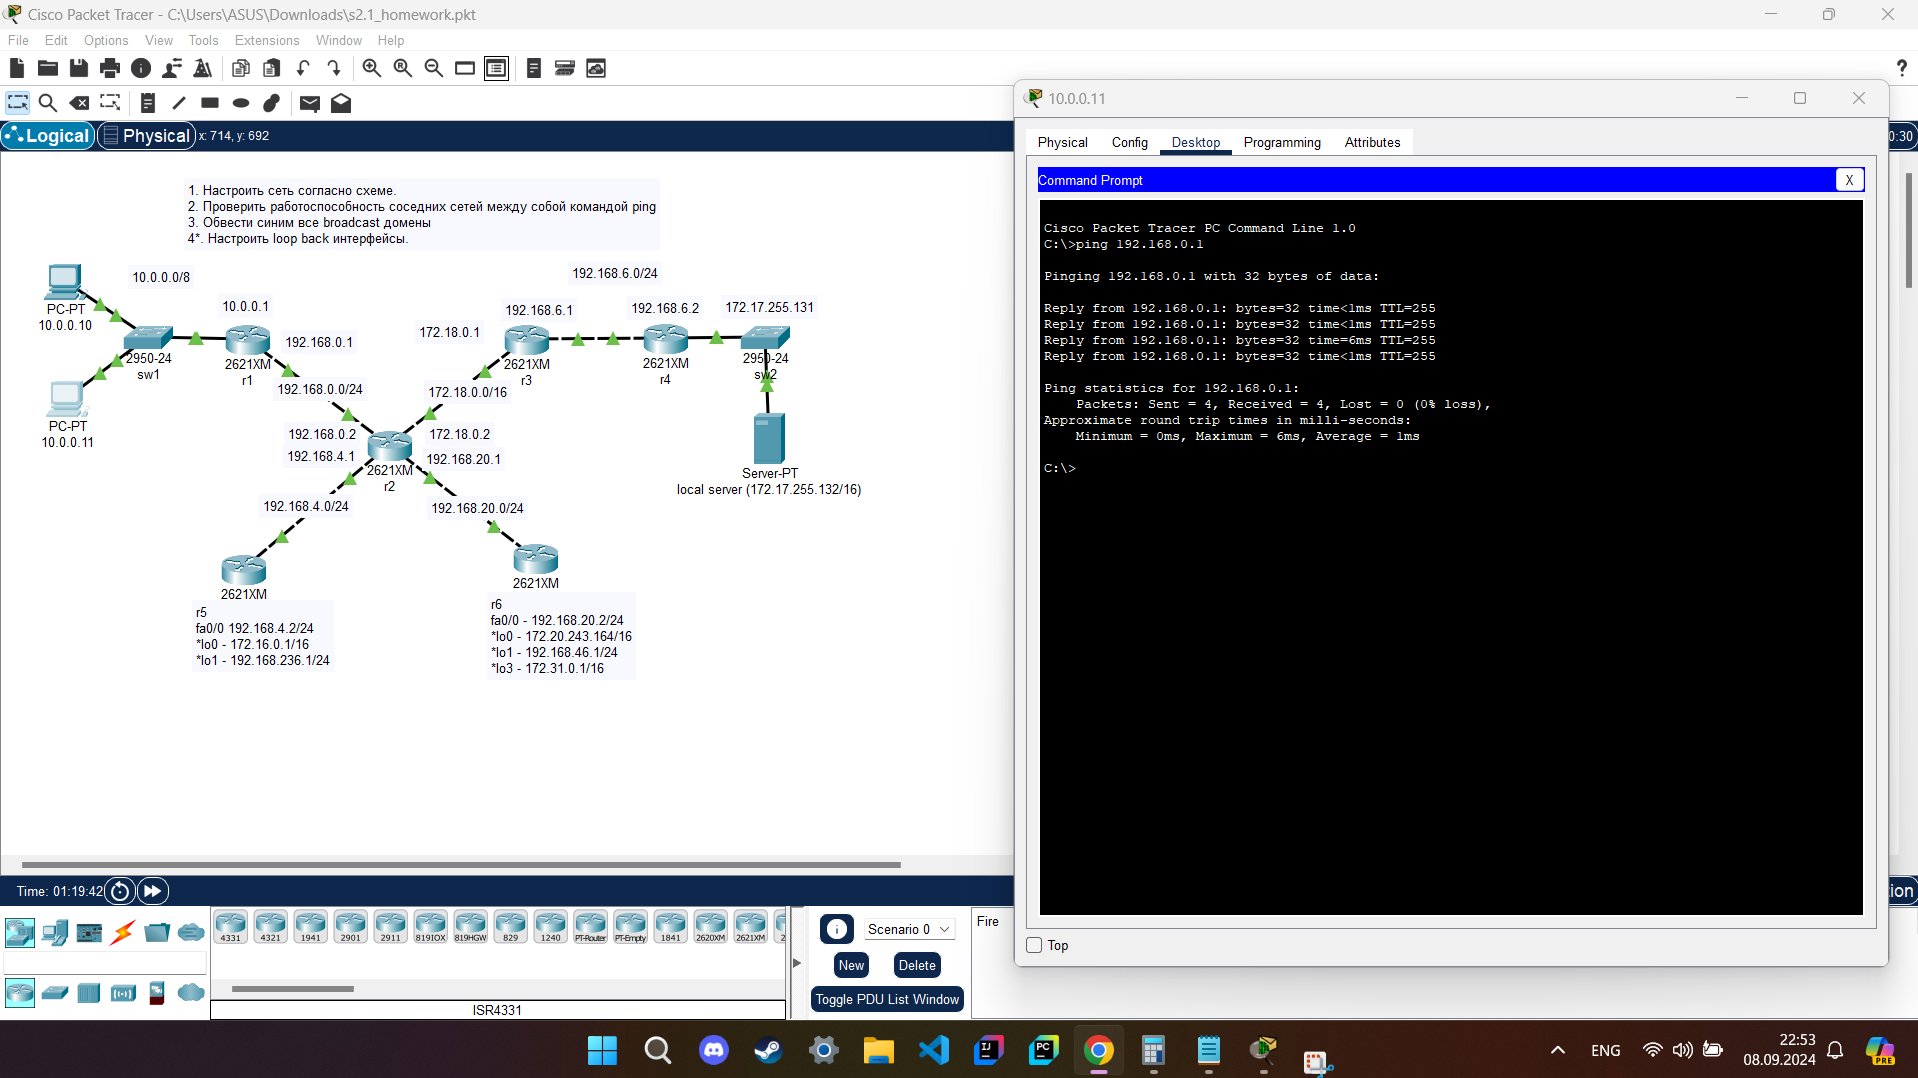 Cisco Packet Tracer - C:\Users\ASUS\Downloads\s2.1_homework.pkt
File Edit Options View Tools Extensions Window Help
Logical Physical x: 714, y: 692
1. Настроить сеть согласно схеме.
2. Проверить работоспособность соседних сетей между собой командой ping
3. Обвести синим все broadcast домены
4*. Настроить loop back интерфейсы.
10.0.0.0/8
PC-PT
10.0.0.10
10.0.0.1
2950-24
sw1
2621XM
r1
192.168.0.1
PC-PT
10.0.0.11
192.168.0.0/24
192.168.6.0/24
192.168.6.1
192.168.6.2
172.17.255.131
172.18.0.1
2621XM
r3
2621XM
r4
2950-24
sw2
172.18.0.0/16
192.168.0.2
172.18.0.2
192.168.4.1
192.168.20.1
2621XM
r2
Server-PT
local server (172.17.255.132/16)
192.168.4.0/24
192.168.20.0/24
2621XM
r5
fa0/0 192.168.4.2/24
*lo0 - 172.16.0.1/16
*lo1 - 192.168.236.1/24
2621XM
r6
fa0/0 - 192.168.20.2/24
*lo0 - 172.20.243.164/16
*lo1 - 192.168.46.1/24
*lo3 - 172.31.0.1/16
10.0.0.11
Physical Config Desktop Programming Attributes
Command Prompt
X
Cisco Packet Tracer PC Command Line 1.0
C:\>ping 192.168.0.1
Pinging 192.168.0.1 with 32 bytes of data:
Reply from 192.168.0.1: bytes=32 time<1ms TTL=255
Reply from 192.168.0.1: bytes=32 time<1ms TTL=255
Reply from 192.168.0.1: bytes=32 time=6ms TTL=255
Reply from 192.168.0.1: bytes=32 time<1ms TTL=255
Ping statistics for 192.168.0.1:
Packets: Sent = 4, Received = 4, Lost = 0 (0% loss),
Approximate round trip times in milli-seconds:
Minimum = 0ms, Maximum = 6ms, Average = 1ms
C:\>
Top
0:30
Time: 01:19:42
ion
4331 4321 1941 2901 2911 819IOX 819HGW 829 1240 PT-Router PT-Empty 1841 2620XM 2621XM 2
ISR4331
Scenario 0
New Delete
Toggle PDU List Window
Fire
ENG
22:53
08.09.2024
IJ
PC
PRE